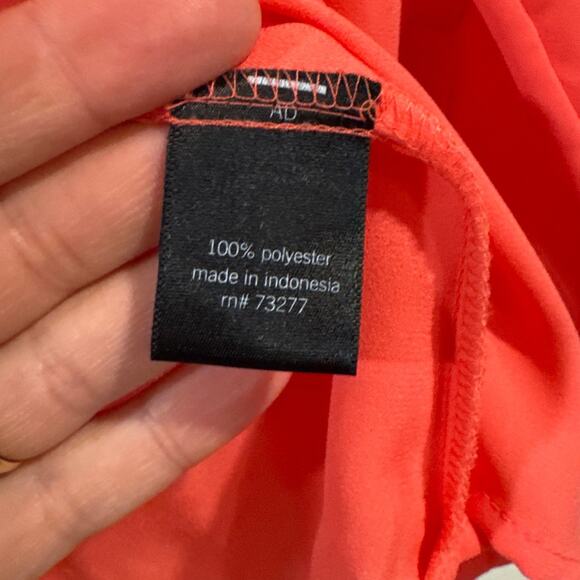 AD
100% polyester
made in indonesia
rn# 73277